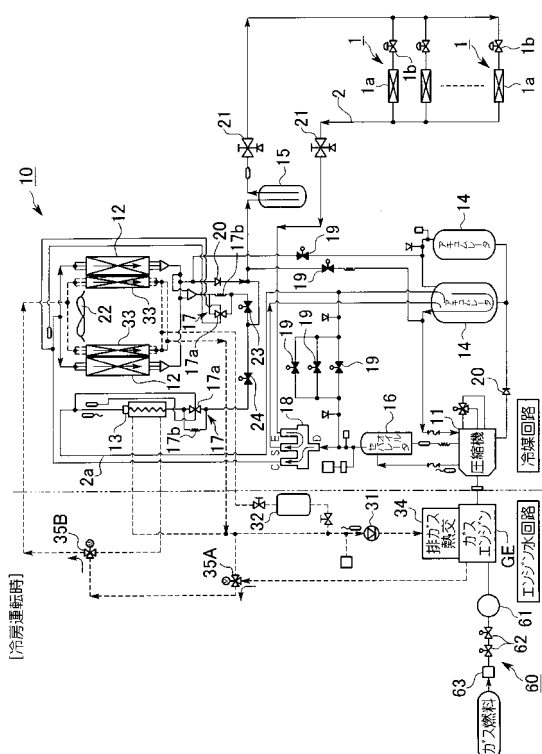 [冷房運転時]
10
12
12
33
33
22
20
17b
17
17a
23
24
17a
17b
17
13
2a
15
21
21
2
1
1
1a
1a
1b
1b
19
19
19
19
19
18
C
S
E
D
16
オイル
セパレータ
アキュムレータ
14
アキュムレータ
14
20
11
圧縮機
冷媒回路
35B
35A
32
31
34
排ガス
熱交
ガス
エンジン
GE
エンジン水回路
61
62
63
60
ガス燃料